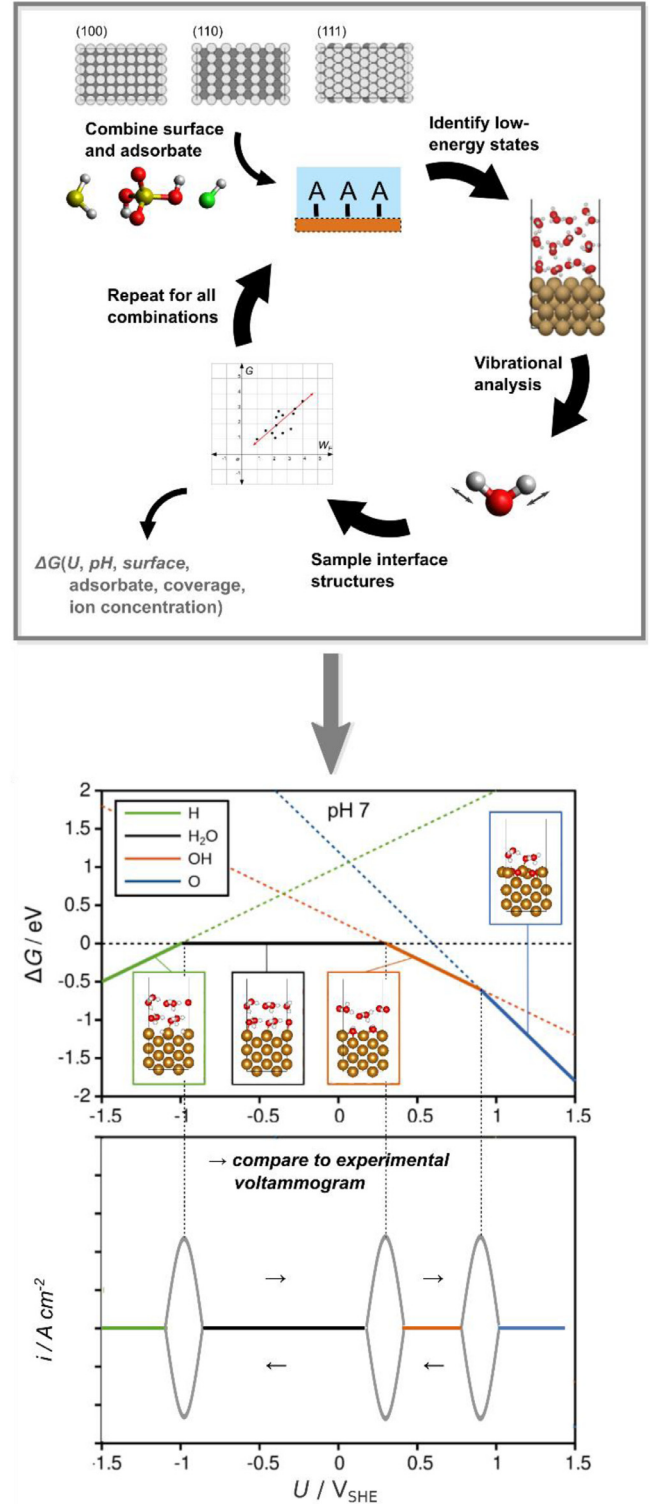 (100)
(110)
(111)
Combine surface
and adsorbate
A A A
Identify low-
energy states
Repeat for all
combinations
Vibrational
analysis
G
Sample interface
structures
ΔG(U, pH, surface,
adsorbate, coverage,
ion concentration)
pH 7
H
H₂O
OH
O
ΔG / eV
2
1.5
1
0.5
0
-0.5
-1
-1.5
-2
-1.5 -1 -0.5 0 0.5 1 1.5
→ compare to experimental
voltammogram
→ →
← ←
i / A cm⁻²
-1.5 -1 -0.5 0 0.5 1 1.5
U / V_SHE